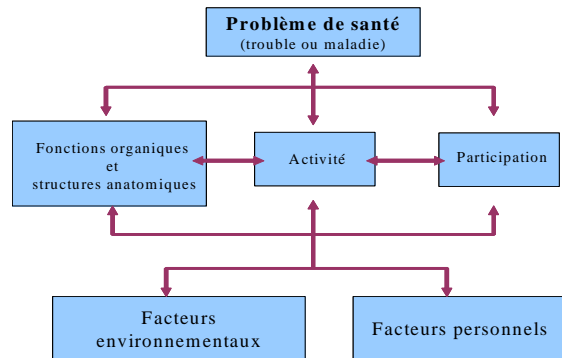 Problème de santé
(trouble ou maladie)
Fonctions organiques
et
structures anatomiques
Activité
Participation
Facteurs
environnementaux
Facteurs personnels